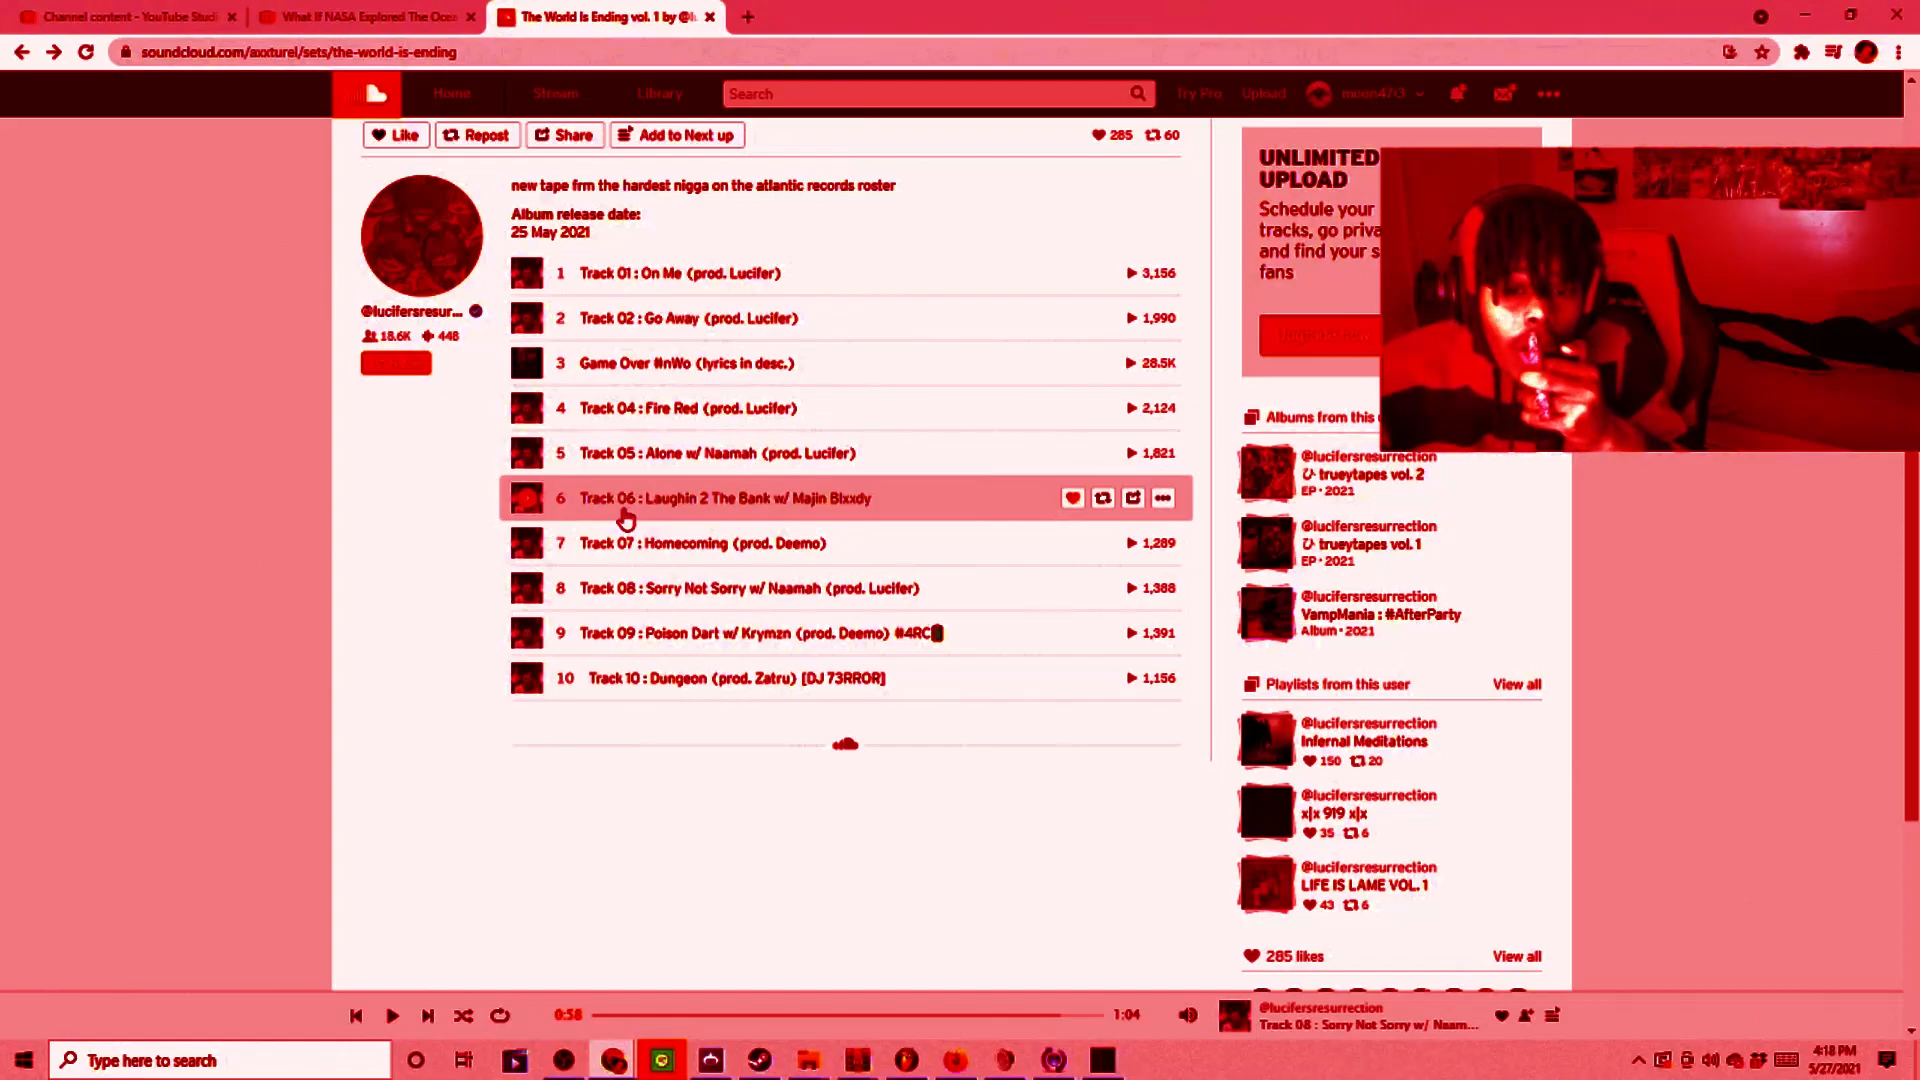 Channel content - YouTube Studi
What If NASA Explored The Ocea
The World Is Ending vol. 1 by @l
soundcloud.com/axxturel/sets/the-world-is-ending
Home
Stream
Library
Search
Try Pro
Upload
moon47r3
Like
Repost
Share
Add to Next up
285
60
new tape frm the hardest nigga on the atlantic records roster
Album release date:
25 May 2021
@lucifersresur...
18.6K
448
1 Track 01 : On Me (prod. Lucifer) 3,156
2 Track 02 : Go Away (prod. Lucifer) 1,990
3 Game Over #nWo (lyrics in desc.) 28.5K
4 Track 04 : Fire Red (prod. Lucifer) 2,124
5 Track 05 : Alone w/ Naamah (prod. Lucifer) 1,821
6 Track 06 : Laughin 2 The Bank w/ Majin Blxxdy
7 Track 07 : Homecoming (prod. Deemo) 1,289
8 Track 08 : Sorry Not Sorry w/ Naamah (prod. Lucifer) 1,388
9 Track 09 : Poison Dart w/ Krymzn (prod. Deemo) #4RC 1,391
10 Track 10 : Dungeon (prod. Zatru) [DJ 73RROR] 1,156
UNLIMITED
UPLOAD
Schedule your
tracks, go priva
and find your s
fans
Albums from this
@lucifersresurrection
ひ trueytapes vol. 2
EP · 2021
@lucifersresurrection
ひ trueytapes vol. 1
EP · 2021
@lucifersresurrection
VampMania : #AfterParty
Album · 2021
Playlists from this user
View all
@lucifersresurrection
Infernal Meditations
150 20
@lucifersresurrection
x|x 919 x|x
35 6
@lucifersresurrection
LIFE IS LAME VOL. 1
43 6
285 likes
View all
0:58
1:04
@lucifersresurrection
Track 08 : Sorry Not Sorry w/ Naam...
Type here to search
4:18 PM
5/27/2021